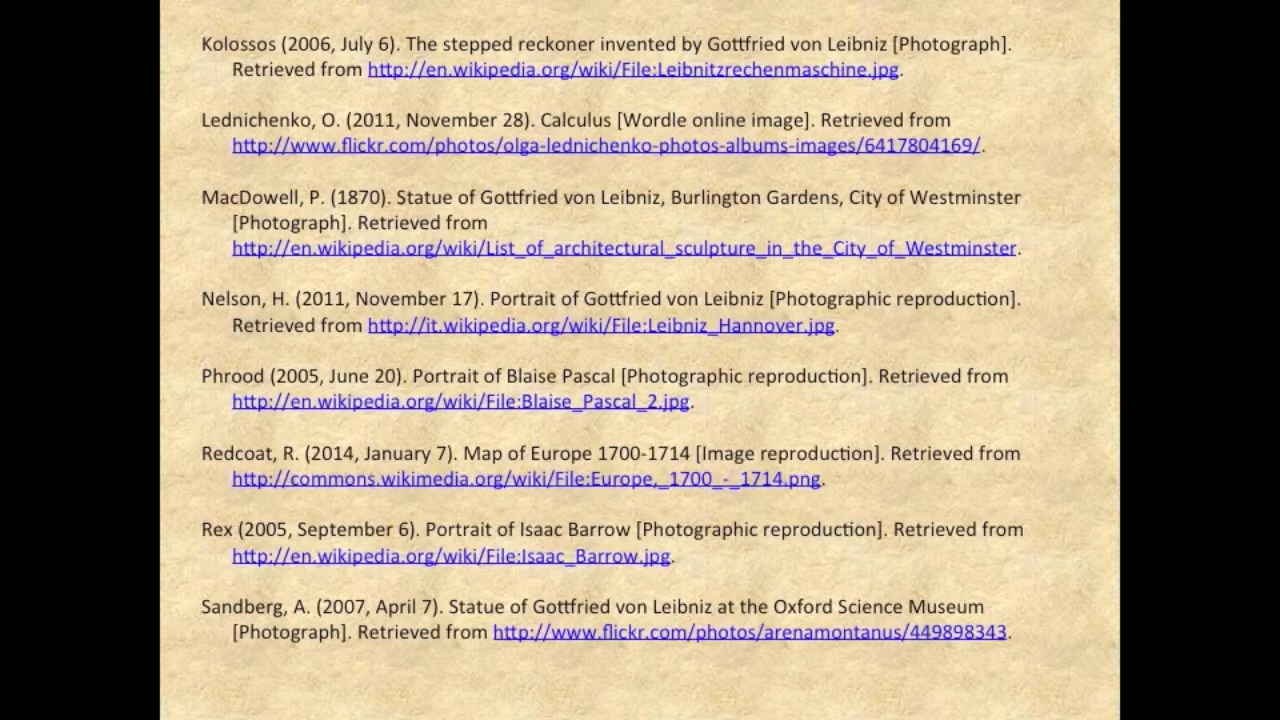 Kolossos (2006, July 6). The stepped reckoner invented by Gottfried von Leibniz [Photograph].
Retrieved from http://en.wikipedia.org/wiki/File:Leibnitzrechenmaschine.jpg.
Lednichenko, O. (2011, November 28). Calculus [Wordle online image]. Retrieved from
http://www.flickr.com/photos/olga-lednichenko-photos-albums-images/6417804169/.
MacDowell, P. (1870). Statue of Gottfried von Leibniz, Burlington Gardens, City of Westminster
[Photograph]. Retrieved from
http://en.wikipedia.org/wiki/List_of_architectural_sculpture_in_the_City_of_Westminster.
Nelson, H. (2011, November 17). Portrait of Gottfried von Leibniz [Photographic reproduction].
Retrieved from http://it.wikipedia.org/wiki/File:Leibniz_Hannover.jpg.
Phrood (2005, June 20). Portrait of Blaise Pascal [Photographic reproduction]. Retrieved from
http://en.wikipedia.org/wiki/File:Blaise_Pascal_2.jpg.
Redcoat, R. (2014, January 7). Map of Europe 1700-1714 [Image reproduction]. Retrieved from
http://commons.wikimedia.org/wiki/File:Europe,_1700_-_1714.png.
Rex (2005, September 6). Portrait of Isaac Barrow [Photographic reproduction]. Retrieved from
http://en.wikipedia.org/wiki/File:Isaac_Barrow.jpg.
Sandberg, A. (2007, April 7). Statue of Gottfried von Leibniz at the Oxford Science Museum
[Photograph]. Retrieved from http://www.flickr.com/photos/arenamontanus/449898343.